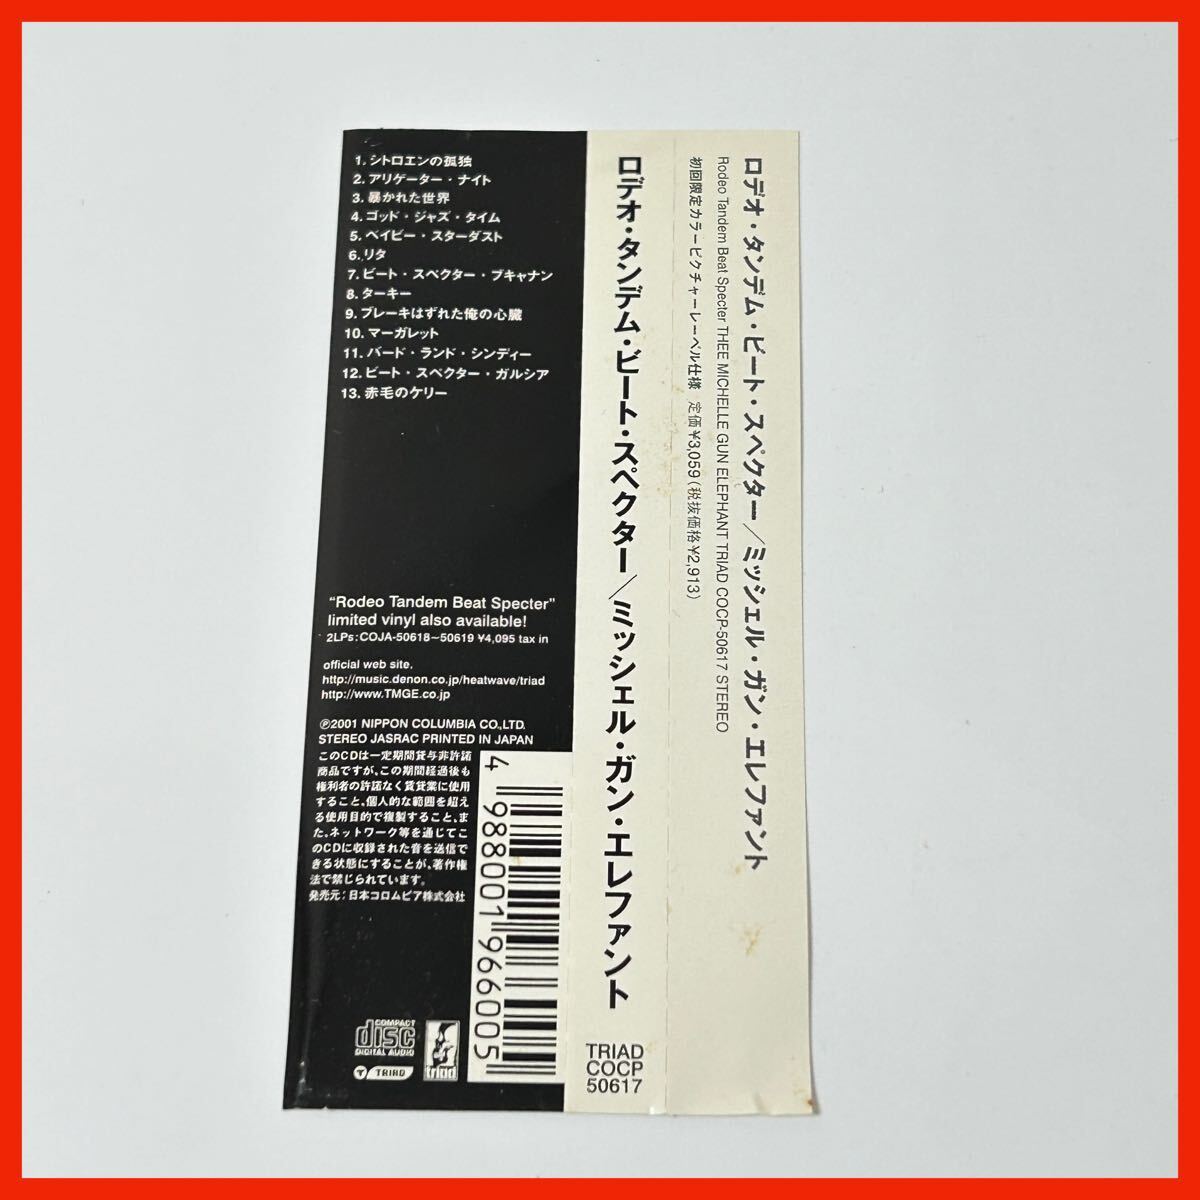 1. シトロエンの孤独
2. アリゲーター・ナイト
3. 暴かれた世界
4. ゴッド・ジャズ・タイム
5. ベイビー・スターダスト
6. リタ
7. ビート・スペクター・ブキャナン
8. ターキー
9. ブレーキはずれた俺の心臓
10. マーガレット
11. バード・ランド・シンディー
12. ビート・スペクター・ガルシア
13. 赤毛のケリー
“Rodeo Tandem Beat Specter”
limited vinyl also available!
2LPs:COJA-50618~50619 ¥4,095 tax in
official web site.
http://music.denon.co.jp/heatwave/triad
http://www.TMGE.co.jp
℗2001 NIPPON COLUMBIA CO.,LTD.
STEREO JASRAC PRINTED IN JAPAN
このCDは一定期間貸与非許諾
商品ですが、この期間経過後も
権利者の許諾なく賃貸業に使用
すること、個人的な範囲を超え
る使用目的で複製すること、ま
た、ネットワーク等を通じてこ
のCDに収録された音を送信で
きる状態にすることが、著作権
法で禁じられています。
発売元:日本コロムビア株式会社
COMPACT
disc
DIGITAL AUDIO
TRIAD
triad
4 988001 966005
ロデオ・タンデム・ビート・スペクター/ミッシェル・ガン・エレファント
TRIAD
COCP
50617
ロデオ・タンデム・ビート・スペクター/ミッシェル・ガン・エレファント
Rodeo Tandem Beat Specter THEE MICHELLE GUN ELEPHANT TRIAD COCP-50617 STEREO
初回限定カラーピクチャーレーベル仕様 定価¥3,059(税抜価格¥2,913)